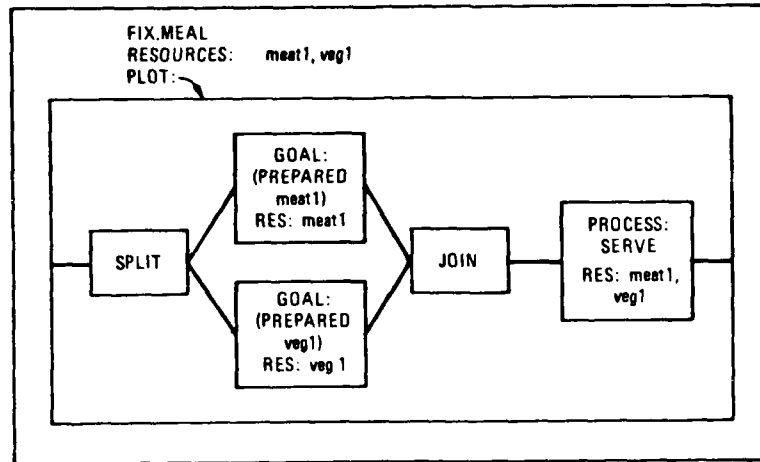 FIX.MEAL
RESOURCES: meat1, veg1
PLOT:
GOAL:
(PREPARED
meat1)
RES: meat1
SPLIT
GOAL:
(PREPARED
veg1)
RES: veg 1
JOIN
PROCESS:
SERVE
RES: meat1,
veg1